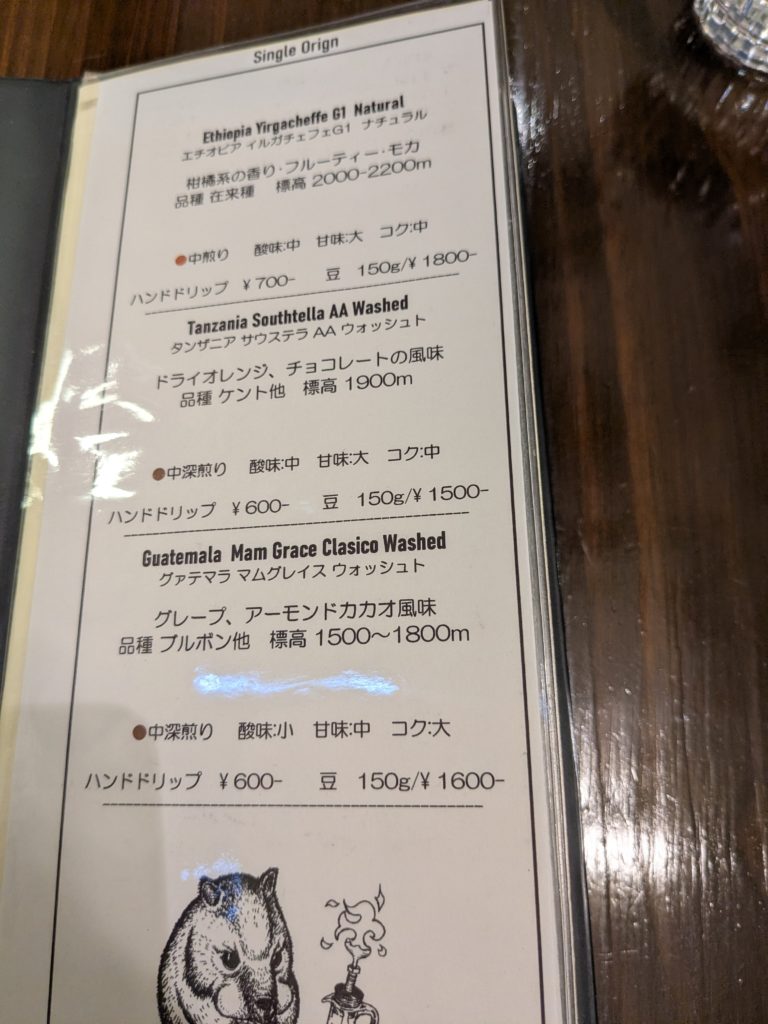 Single Orign
Ethiopia Yirgacheffe G1 Natural
エチオピア イルガチェフェG1 ナチュラル
柑橘系の香り・フルーティー・モカ
品種 在来種 標高 2000-2200m
●中煎り 酸味:中 甘味:大 コク:中
ハンドドリップ ¥700- 豆 150g/¥1800-
Tanzania Southtella AA Washed
タンザニア サウステラ AA ウォッシュト
ドライオレンジ、チョコレートの風味
品種 ケント他 標高 1900m
●中深煎り 酸味:中 甘味:大 コク:中
ハンドドリップ ¥600- 豆 150g/¥1500-
Guatemala Mam Grace Clasico Washed
グァテマラ マムグレイス ウォッシュト
グレープ、アーモンドカカオ風味
品種 ブルボン他 標高 1500〜1800m
●中深煎り 酸味:小 甘味:中 コク:大
ハンドドリップ ¥600- 豆 150g/¥1600-